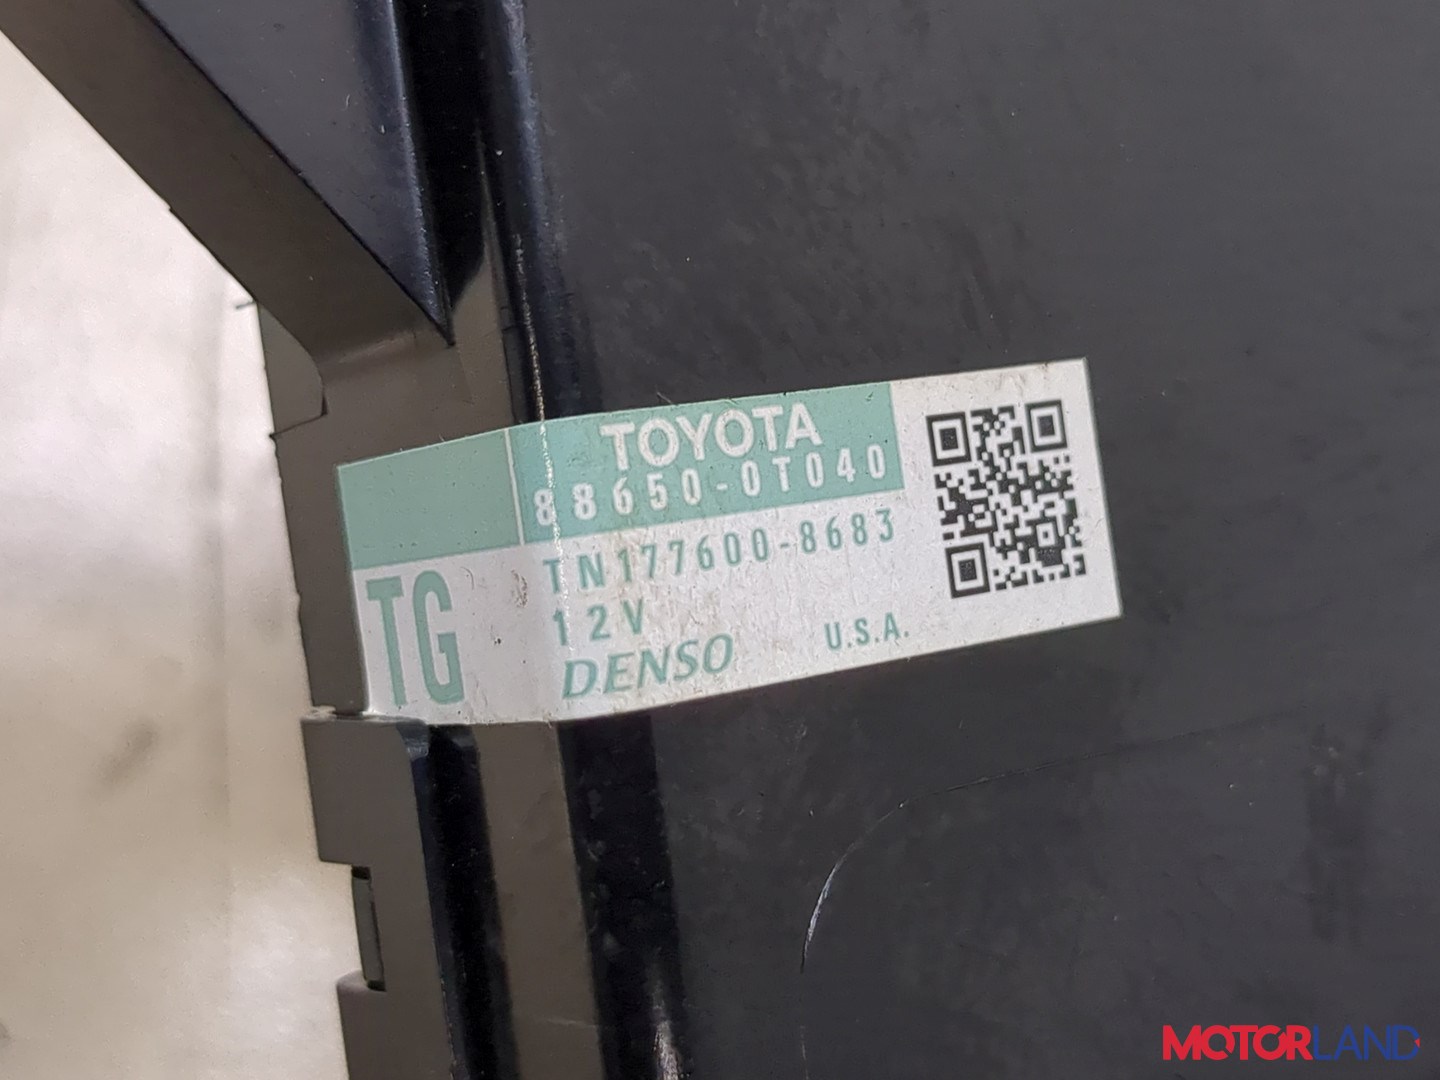 TOYOTA
88650-0T040
TN177600-8683
TG
12V
DENSO U.S.A.
MOTORLAND